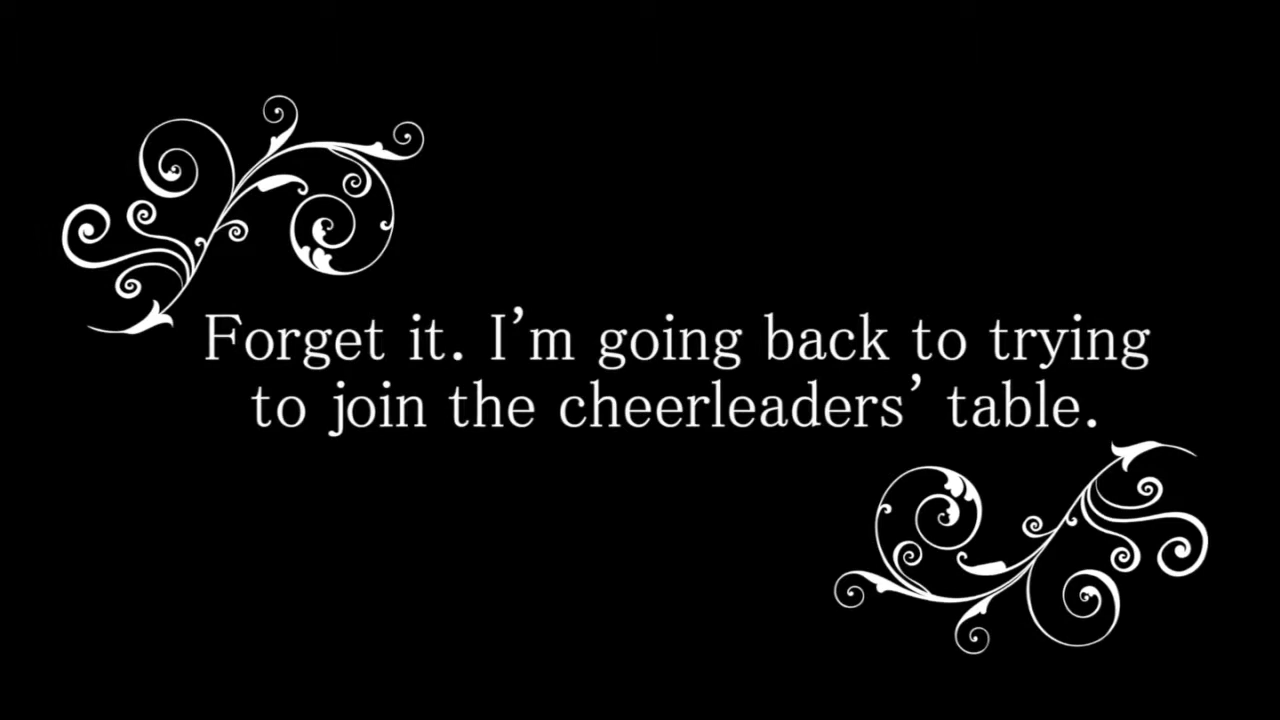 Forget it. I’m going back to trying
to join the cheerleaders’ table.